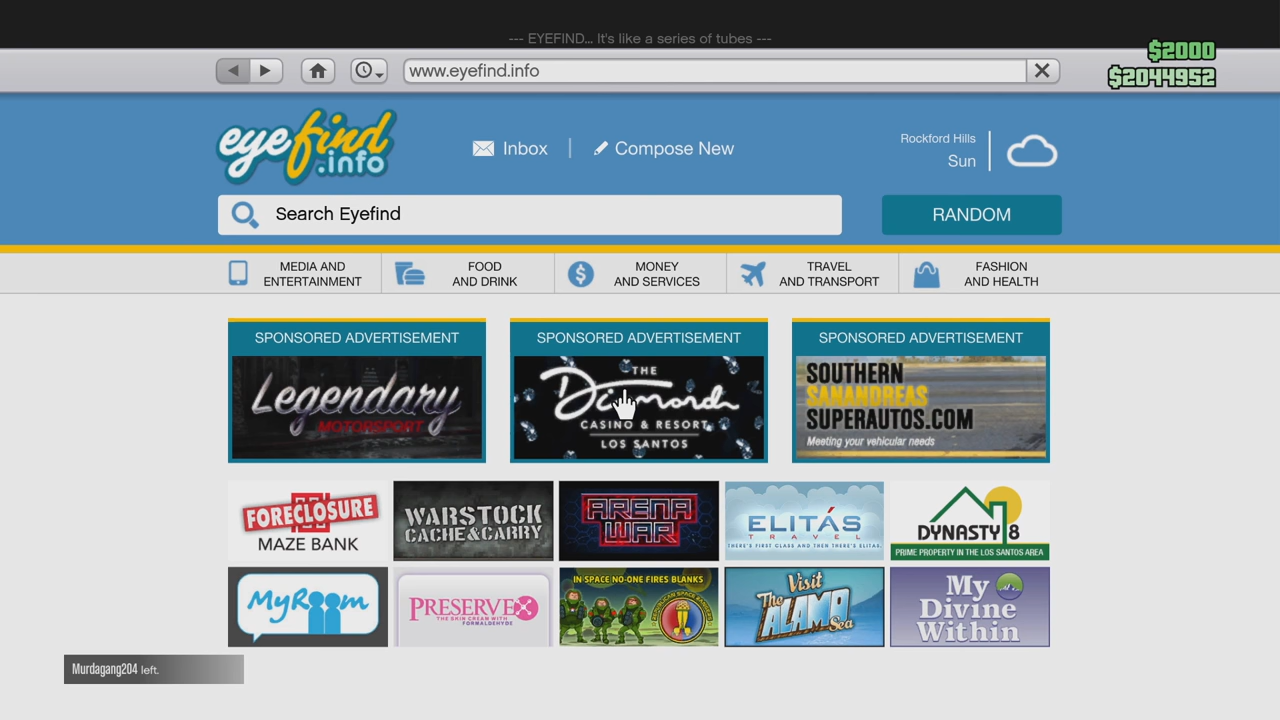 --- EYEFIND... It's like a series of tubes ---
$2000
www.eyefind.info
$2044952
eyefind
.info
Inbox
Compose New
Rockford Hills
Sun
Search Eyefind
RANDOM
MEDIA AND
ENTERTAINMENT
FOOD
AND DRINK
MONEY
AND SERVICES
TRAVEL
AND TRANSPORT
FASHION
AND HEALTH
SPONSORED ADVERTISEMENT
Legendary
MOTORSPORT
SPONSORED ADVERTISEMENT
THE
Diamond
CASINO & RESORT
LOS SANTOS
SPONSORED ADVERTISEMENT
SOUTHERN
SANANDREAS
SUPERAUTOS.COM
Meeting your vehicular needs
FORECLOSURE
MAZE BANK
WARSTOCK
CACHE&CARRY
ARENA
WAR
ELITÁS
TRAVEL
THERE'S FIRST CLASS AND THEN THERE'S ELITAS.
DYNASTY 8
PRIME PROPERTY IN THE LOS SANTOS AREA
MyRoom
PRESERVEX
THE SKIN CREAM WITH
FORMALDEHYDE
IN SPACE NO-ONE FIRES BLANKS
Visit
The ALAMO
Sea
My
Divine
Within
Murdagang204 left.